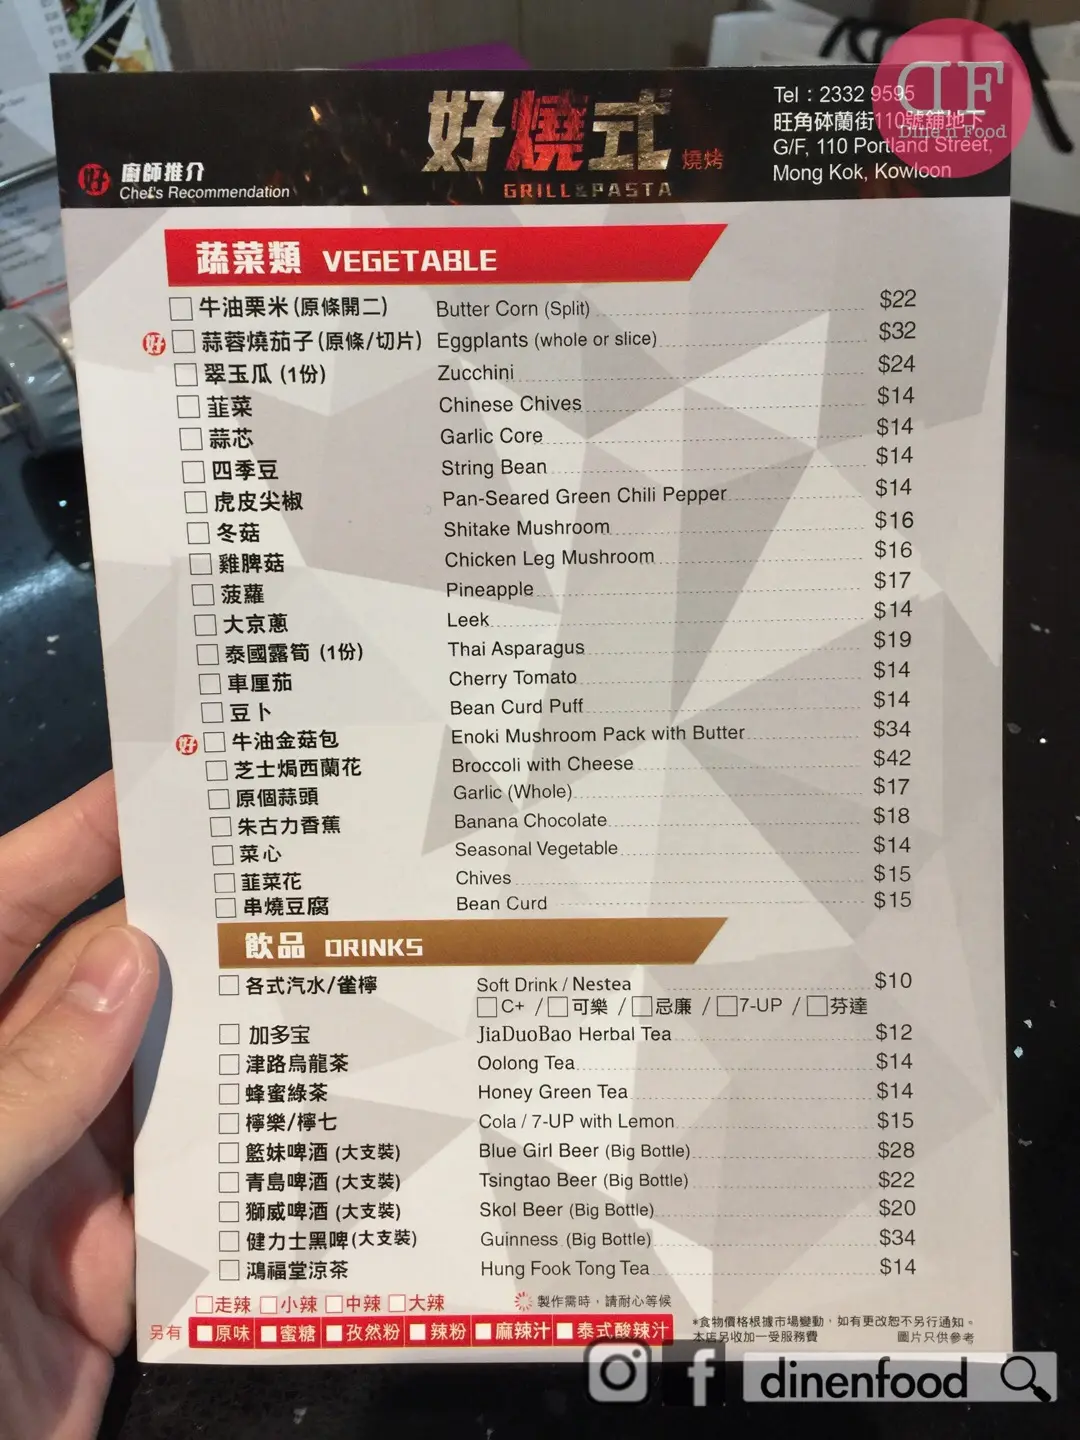 Tel : 2332 9595
旺角砵蘭街110號舖地下
G/F, 110 Portland Street,
Mong Kok, Kowloon
DF
Dine n Food
好燒式 燒烤
GRILL&PASTA
好 廚師推介
Chef's Recommendation
蔬菜類 VEGETABLE
牛油栗米(原條開二) Butter Corn (Split) $22
好 蒜蓉燒茄子(原條/切片) Eggplants (whole or slice) $32
翠玉瓜 (1份) Zucchini $24
韮菜 Chinese Chives $14
蒜芯 Garlic Core $14
四季豆 String Bean $14
虎皮尖椒 Pan-Seared Green Chili Pepper $14
冬菇 Shitake Mushroom $16
雞脾菇 Chicken Leg Mushroom $16
菠蘿 Pineapple $17
大京蔥 Leek $14
泰國露筍 (1份) Thai Asparagus $19
車厘茄 Cherry Tomato $14
豆卜 Bean Curd Puff $14
好 牛油金菇包 Enoki Mushroom Pack with Butter $34
芝士焗西蘭花 Broccoli with Cheese $42
原個蒜頭 Garlic (Whole) $17
朱古力香蕉 Banana Chocolate $18
菜心 Seasonal Vegetable $14
韮菜花 Chives $15
串燒豆腐 Bean Curd $15
飲品 DRINKS
各式汽水/雀檸 Soft Drink / Nestea $10
C+ / 可樂 / 忌廉 / 7-UP / 芬達
加多宝 JiaDuoBao Herbal Tea $12
津路烏龍茶 Oolong Tea $14
蜂蜜綠茶 Honey Green Tea $14
檸樂/檸七 Cola / 7-UP with Lemon $15
籃妹啤酒 (大支裝) Blue Girl Beer (Big Bottle) $28
青島啤酒 (大支裝) Tsingtao Beer (Big Bottle) $22
獅威啤酒 (大支裝) Skol Beer (Big Bottle) $20
健力士黑啤(大支裝) Guinness (Big Bottle) $34
鴻福堂涼茶 Hung Fook Tong Tea $14
走辣 小辣 中辣 大辣 製作需時，請耐心等候
另有 原味 蜜糖 孜然粉 辣粉 麻辣汁 泰式酸辣汁
*食物價格根據市場變動，如有更改恕不另行通知。
本店另收加一受服務費 圖片只供參考
dinenfood